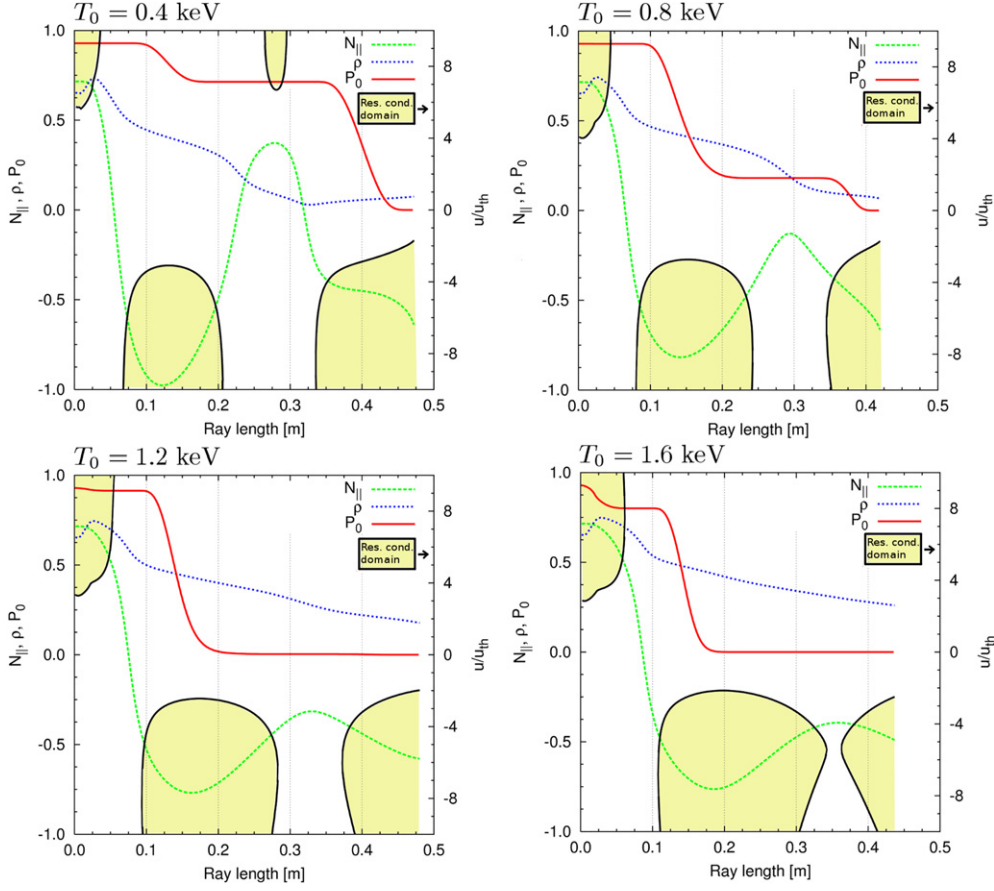 T₀ = 0.4 keV
N||
ρ
P₀
Res. cond.
domain
1.0
0.5
0.0
-0.5
-1.0
N||, ρ, P₀
8
4
0
-4
-8
u/uth
0.0 0.1 0.2 0.3 0.4 0.5
Ray length [m]
T₀ = 0.8 keV
N||
ρ
P₀
Res. cond.
domain
1.0
0.5
0.0
-0.5
-1.0
N||, ρ, P₀
8
4
0
-4
-8
u/uth
0.0 0.1 0.2 0.3 0.4 0.5
Ray length [m]
T₀ = 1.2 keV
N||
ρ
P₀
Res. cond.
domain
1.0
0.5
0.0
-0.5
-1.0
N||, ρ, P₀
8
4
0
-4
-8
u/uth
0.0 0.1 0.2 0.3 0.4 0.5
Ray length [m]
T₀ = 1.6 keV
N||
ρ
P₀
Res. cond.
domain
1.0
0.5
0.0
-0.5
-1.0
N||, ρ, P₀
8
4
0
-4
-8
u/uth
0.0 0.1 0.2 0.3 0.4 0.5
Ray length [m]